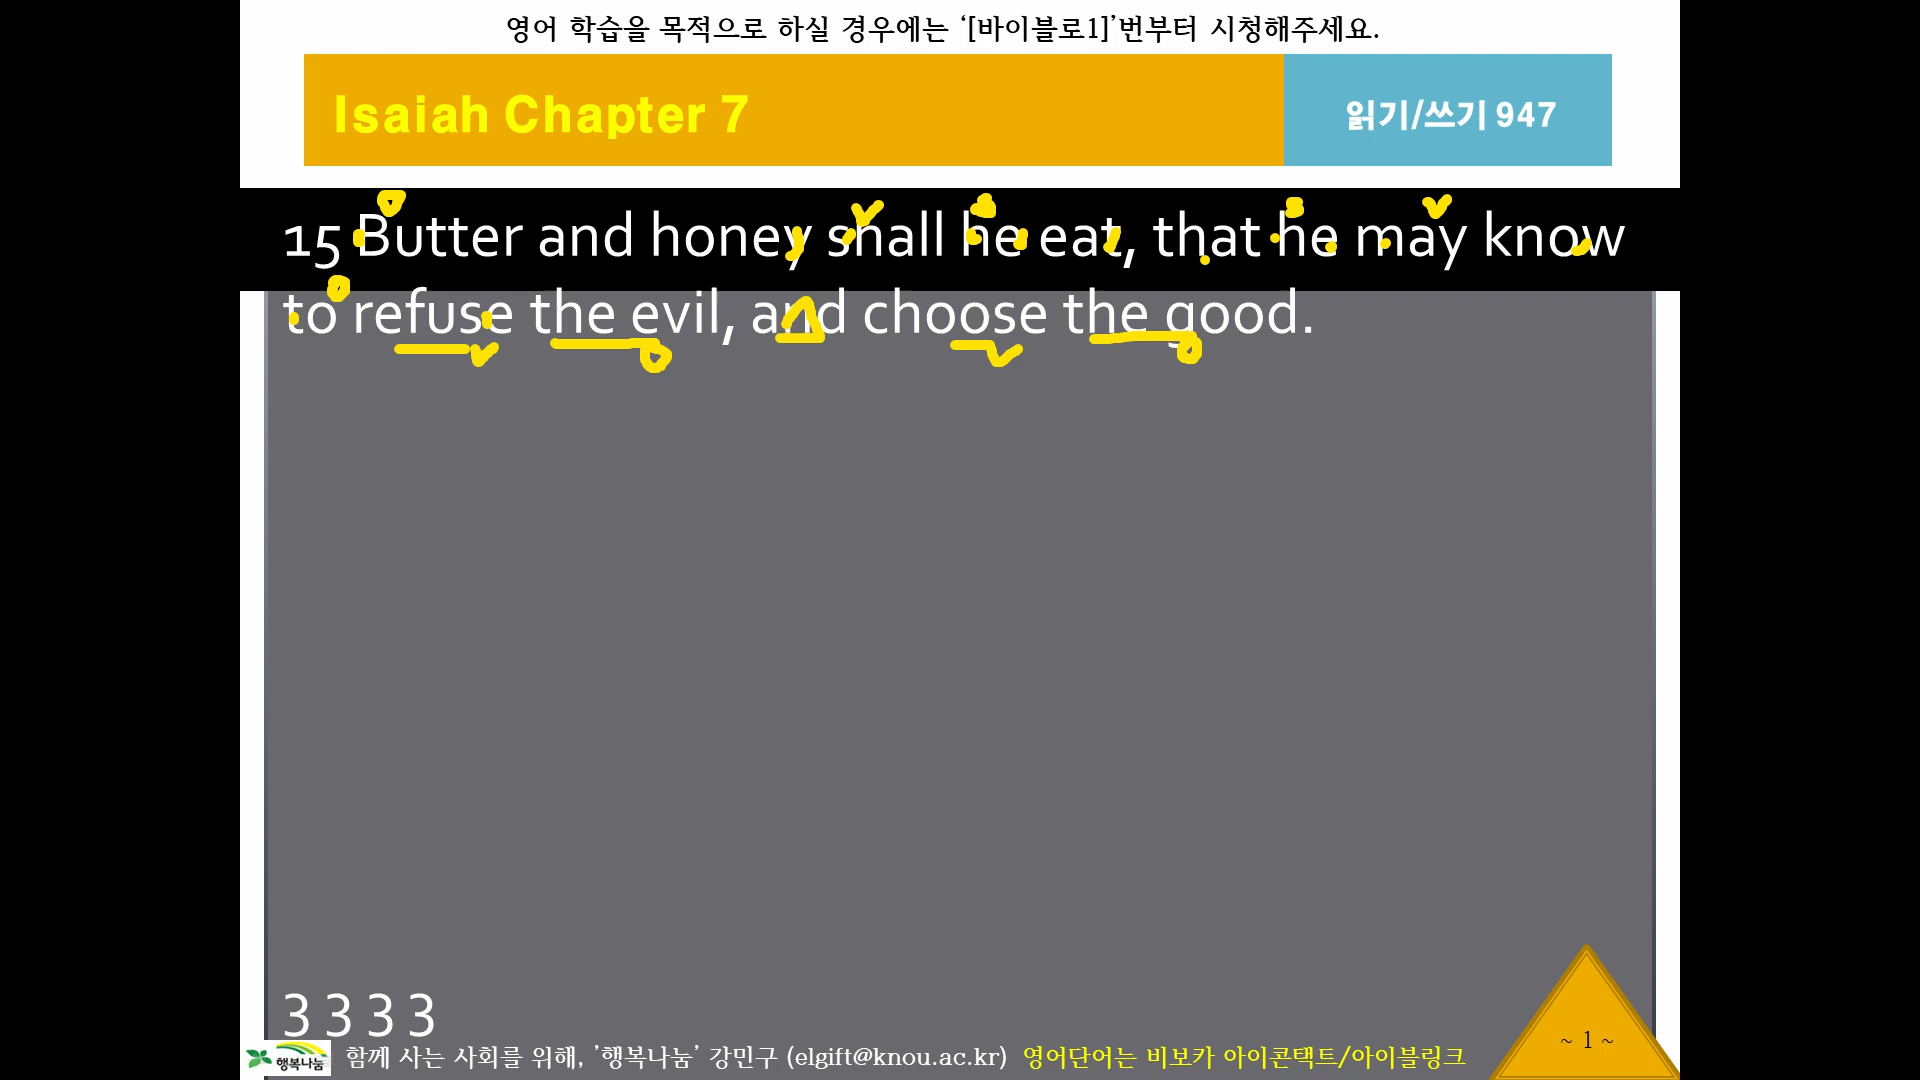 영어 학습을 목적으로 하실 경우에는 ‘[바이블로1]’번부터 시청해주세요.
Isaiah Chapter 7
읽기/쓰기 947
15 Butter and honey shall he eat, that he may know
to refuse the evil, and choose the good.
3 3 3 3
행복나눔
함께 사는 사회를 위해, ’행복나눔’ 강민구 (elgift@knou.ac.kr) 영어단어는 비보카 아이콘택트/아이블링크
~ 1 ~